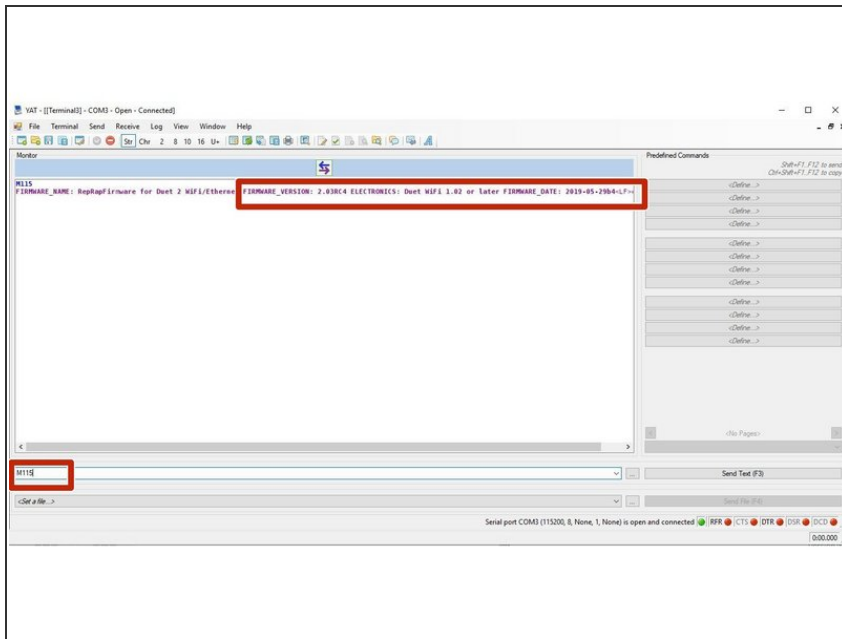 YAT - [[Terminal3] - COM3 - Open - Connected]
File Terminal Send Receive Log View Window Help
Str Chr 2 8 10 16 U+
Monitor
Predefined Commands
Shift+F1..F12 to send
Ctrl+Shift+F1..F12 to copy
M115
FIRMWARE_NAME: RepRapFirmware for Duet 2 WiFi/Etherne FIRMWARE_VERSION: 2.03RC4 ELECTRONICS: Duet WiFi 1.02 or later FIRMWARE_DATE: 2019-05-29b4<LF>
<Define...>
<Define...>
<Define...>
<Define...>
<Define...>
<Define...>
<Define...>
<Define...>
<Define...>
<Define...>
<Define...>
<Define...>
<No Pages>
M115
Send Text (F3)
<Set a file...>
Send File (F4)
Serial port COM3 (115200, 8, None, 1, None) is open and connected RFR CTS DTR DSR DCD
0:00.000